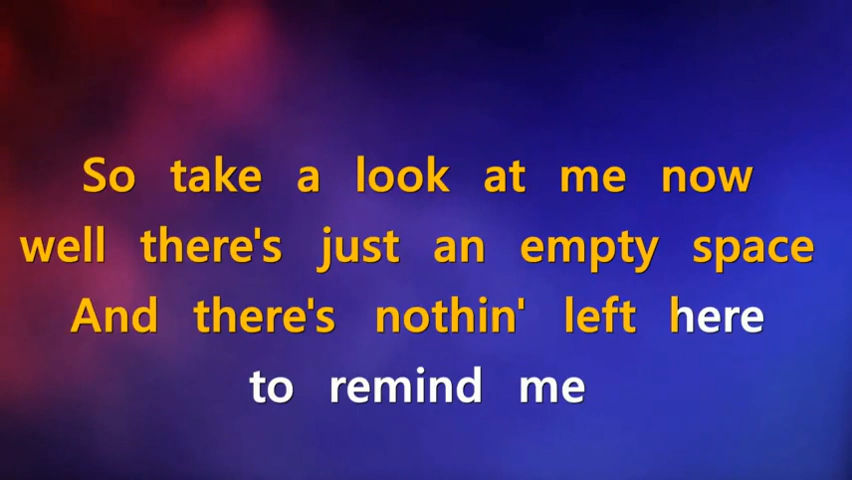 So take a look at me now
well there's just an empty space
And there's nothin' left here
to remind me